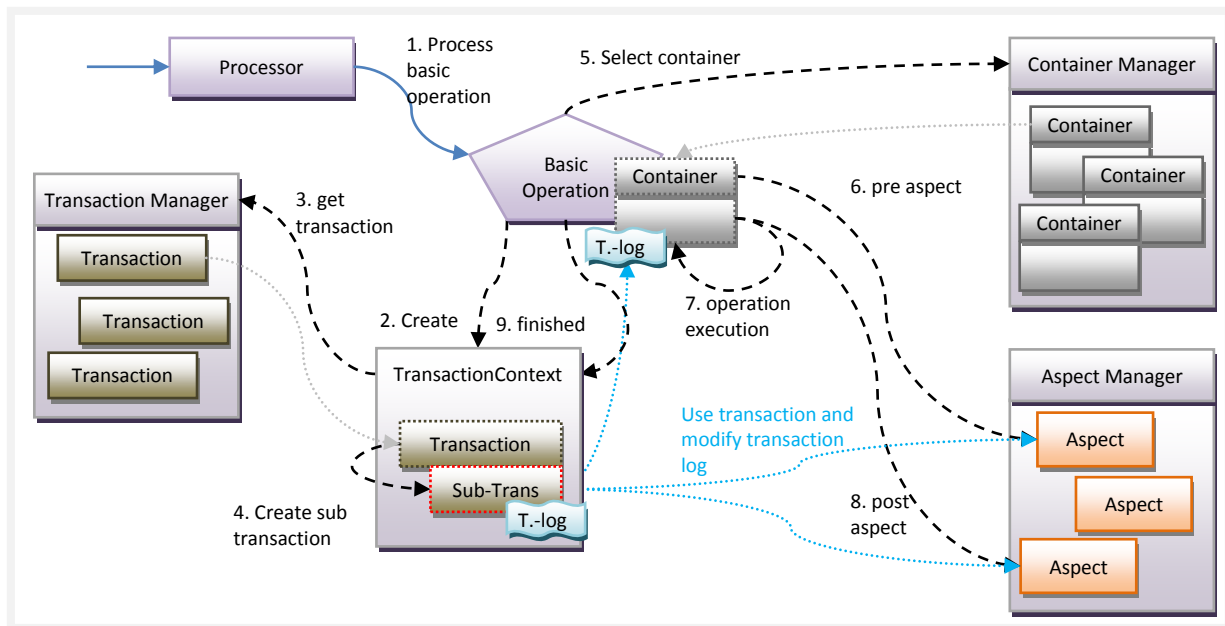 Processor
1. Process
basic
operation
5. Select container
Container Manager
Container
Container
Container
Basic
Operation
Container
T.-log
6. pre aspect
Transaction Manager
Transaction
Transaction
Transaction
3. get
transaction
2. Create
9. finished
7. operation
execution
TransactionContext
Transaction
Sub-Trans
T.-log
4. Create sub
transaction
Use transaction and
modify transaction
log
8. post
aspect
Aspect Manager
Aspect
Aspect
Aspect